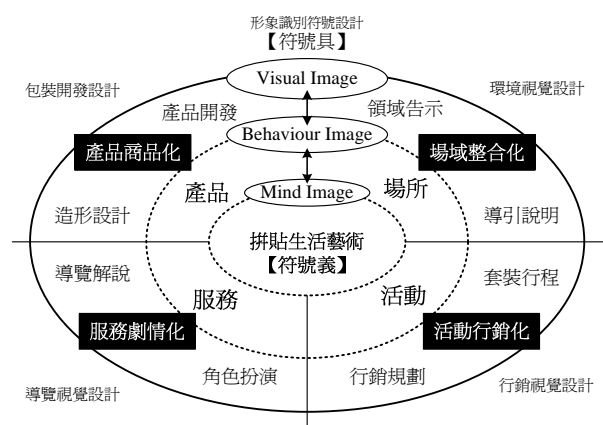 形象識別符號設計
【符號具】
Visual Image
包裝開發設計
環境視覺設計
產品開發
領域告示
Behaviour Image
產品商品化
場域整合化
產品
Mind Image
場所
造形設計
導引說明
拼貼生活藝術
【符號義】
導覽解說
套裝行程
服務
活動
服務劇情化
活動行銷化
角色扮演
行銷規劃
導覽視覺設計
行銷視覺設計